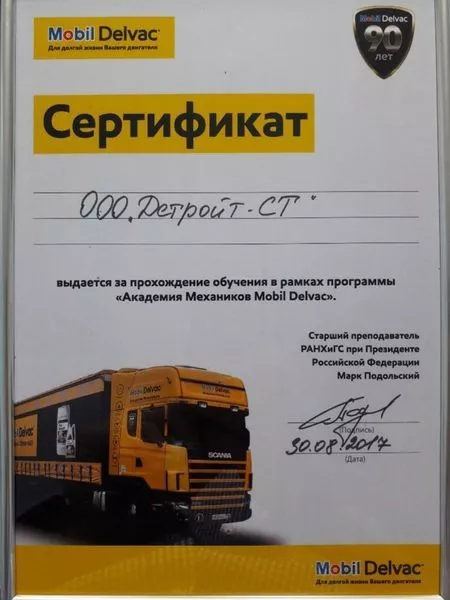 Mobil Delvac
Для долгой жизни Вашего двигателя
Mobil Delvac
90
ЛЕТ
Сертификат
ООО "Детройт-СТ"
выдается за прохождение обучения в рамках программы
«Академия Механиков Mobil Delvac».
Старший преподаватель
РАНХиГС при Президенте
Российской Федерации
Марк Подольский
(Подпись)
30.08.2017
(Дата)
Mobil Delvac
SCANIA
Mobil Delvac
Для долгой жизни Вашего двигателя